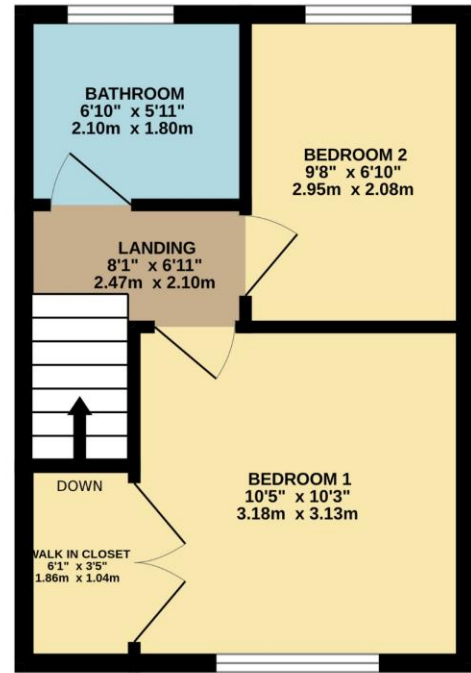 BATHROOM
6'10" x 5'11"
2.10m x 1.80m
BEDROOM 2
9'8" x 6'10"
2.95m x 2.08m
LANDING
8'1" x 6'11"
2.47m x 2.10m
BEDROOM 1
10'5" x 10'3"
3.18m x 3.13m
DOWN
WALK IN CLOSET
6'1" x 3'5"
1.86m x 1.04m